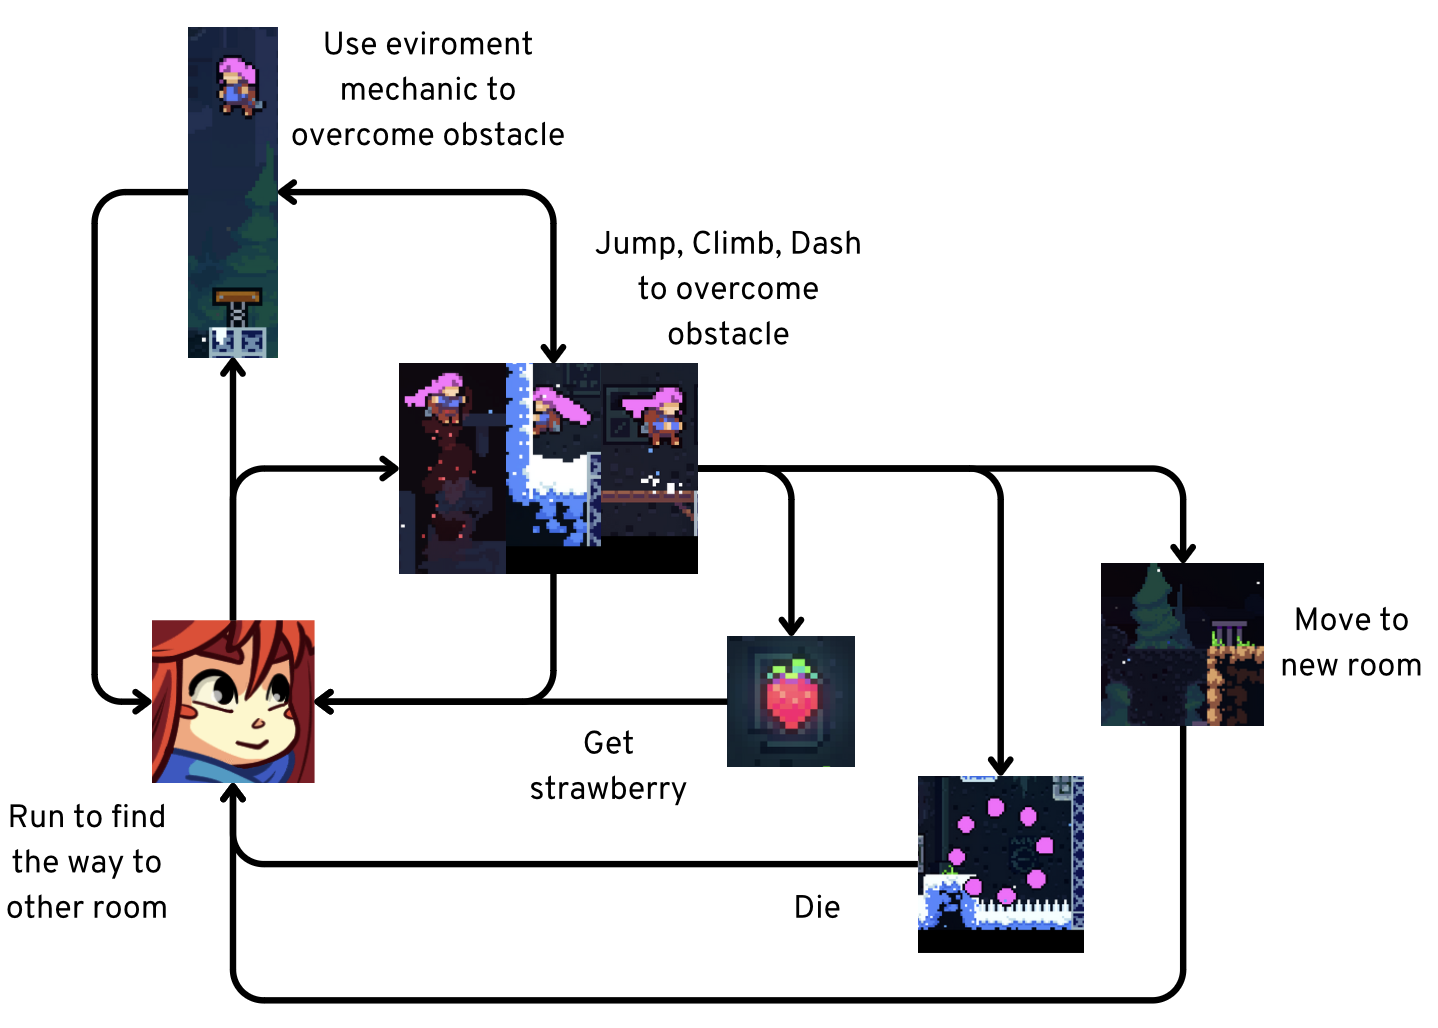 Use eviroment
mechanic to
overcome obstacle
Jump, Climb, Dash
to overcome
obstacle
Move to
new room
Get
strawberry
Run to find
the way to
other room
Die